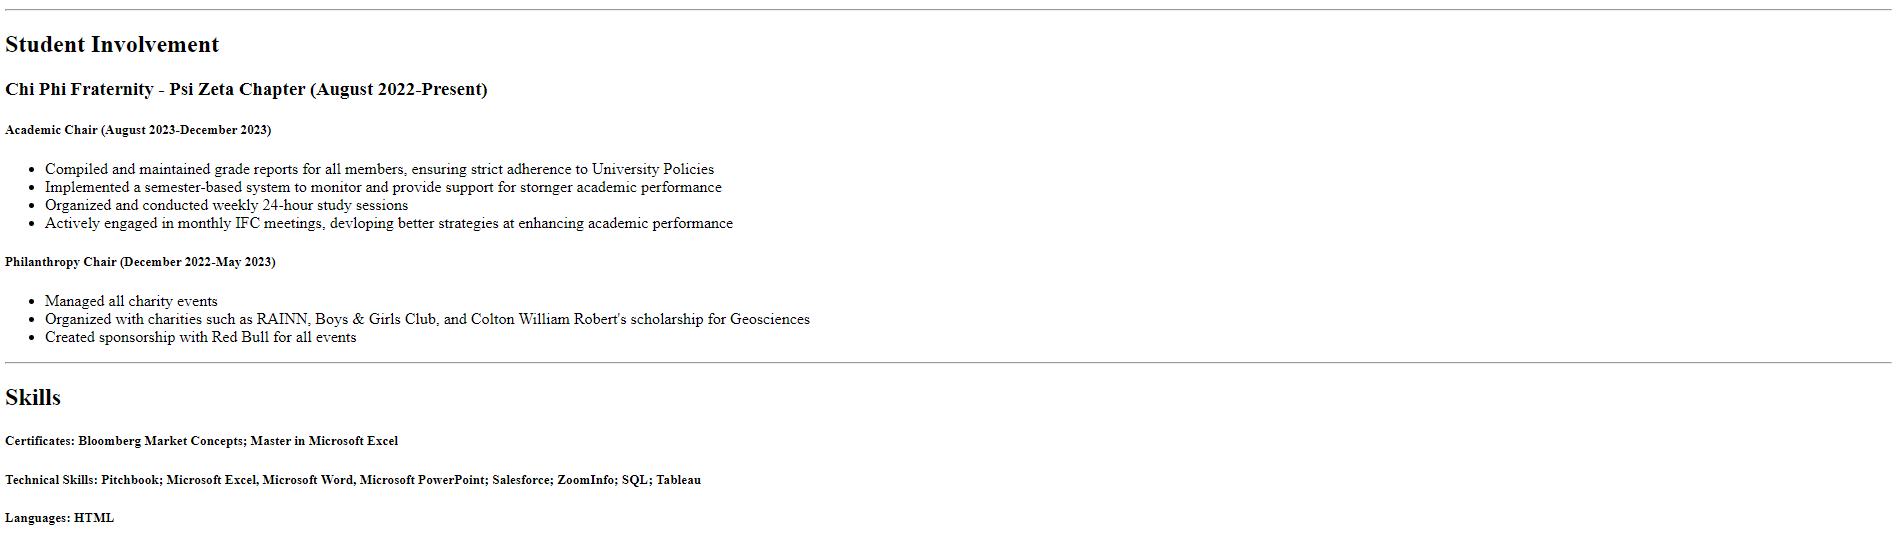 Student Involvement
Chi Phi Fraternity - Psi Zeta Chapter (August 2022-Present)
Academic Chair (August 2023-December 2023)
• Compiled and maintained grade reports for all members, ensuring strict adherence to University Policies
• Implemented a semester-based system to monitor and provide support for stornger academic performance
• Organized and conducted weekly 24-hour study sessions
• Actively engaged in monthly IFC meetings, devloping better strategies at enhancing academic performance
Philanthropy Chair (December 2022-May 2023)
• Managed all charity events
• Organized with charities such as RAINN, Boys & Girls Club, and Colton William Robert's scholarship for Geosciences
• Created sponsorship with Red Bull for all events
Skills
Certificates: Bloomberg Market Concepts; Master in Microsoft Excel
Technical Skills: Pitchbook; Microsoft Excel, Microsoft Word, Microsoft PowerPoint; Salesforce; ZoomInfo; SQL; Tableau
Languages: HTML